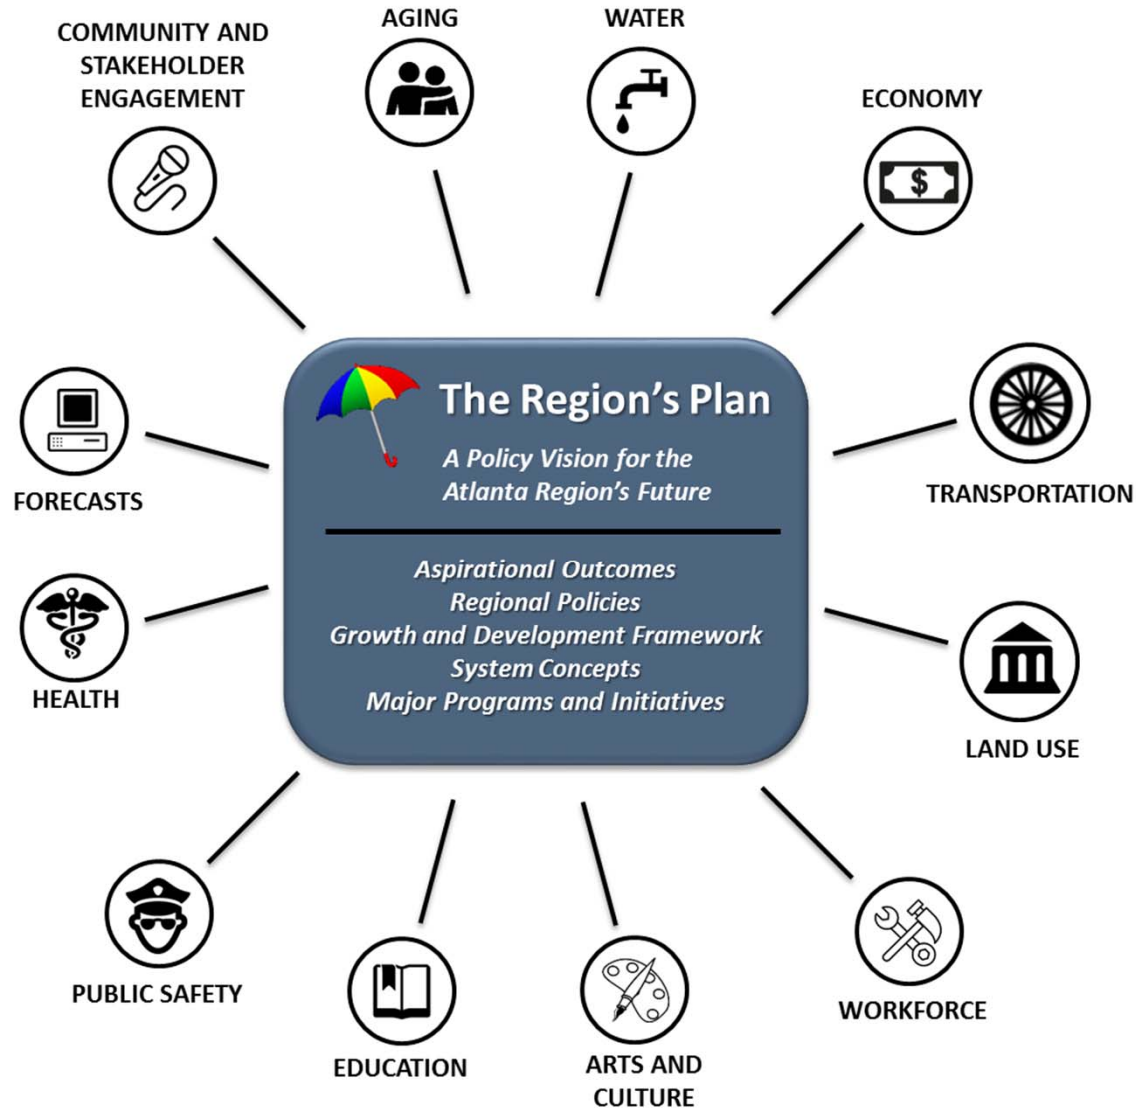 AGING
WATER
COMMUNITY AND
STAKEHOLDER
ENGAGEMENT
ECONOMY
$
The Region's Plan
A Policy Vision for the
Atlanta Region's Future
FORECASTS
TRANSPORTATION
Aspirational Outcomes
Regional Policies
Growth and Development Framework
System Concepts
Major Programs and Initiatives
HEALTH
LAND USE
PUBLIC SAFETY
WORKFORCE
EDUCATION
ARTS AND
CULTURE